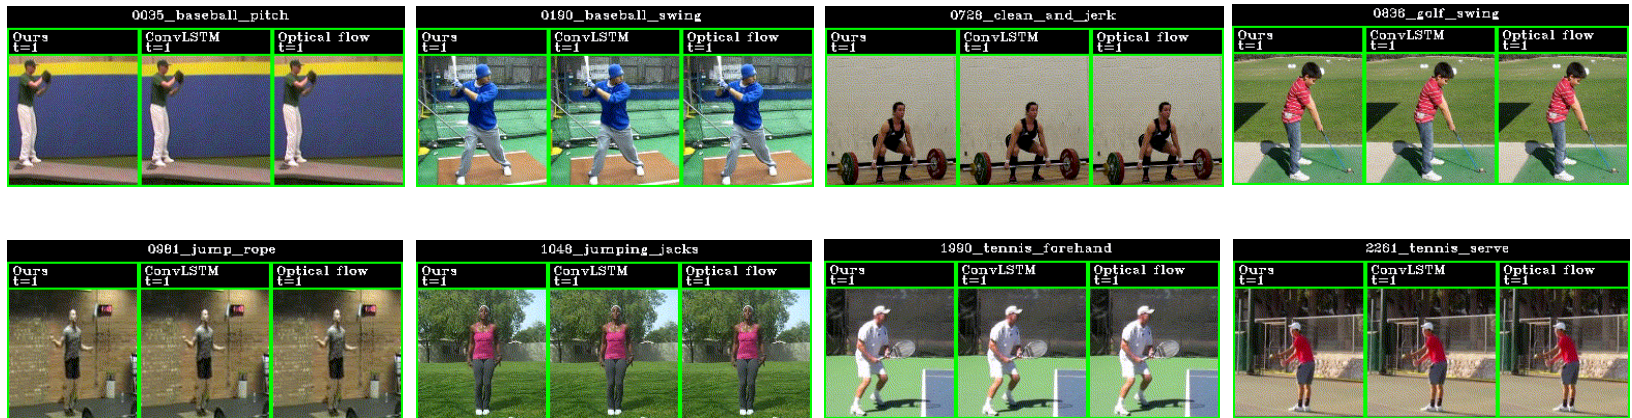 0035_baseball_pitch
Ours
t=1
ConvLSTM
t=1
Optical flow
t=1
0190_baseball_swing
Ours
t=1
ConvLSTM
t=1
Optical flow
t=1
0728_clean_and_jerk
Ours
t=1
ConvLSTM
t=1
Optical flow
t=1
0836_golf_swing
Ours
t=1
ConvLSTM
t=1
Optical flow
t=1
0981_jump_rope
Ours
t=1
ConvLSTM
t=1
Optical flow
t=1
1048_jumping_jacks
Ours
t=1
ConvLSTM
t=1
Optical flow
t=1
1990_tennis_forehand
Ours
t=1
ConvLSTM
t=1
Optical flow
t=1
2261_tennis_serve
Ours
t=1
ConvLSTM
t=1
Optical flow
t=1